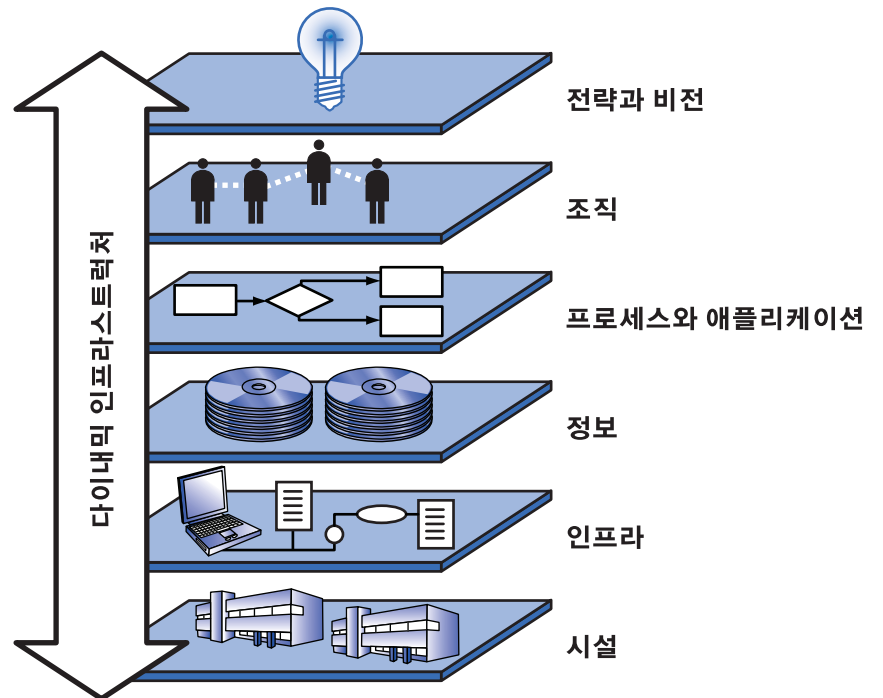 전략과 비전
조직
프로세스와 애플리케이션
정보
인프라
시설
다이내믹 인프라스트럭처